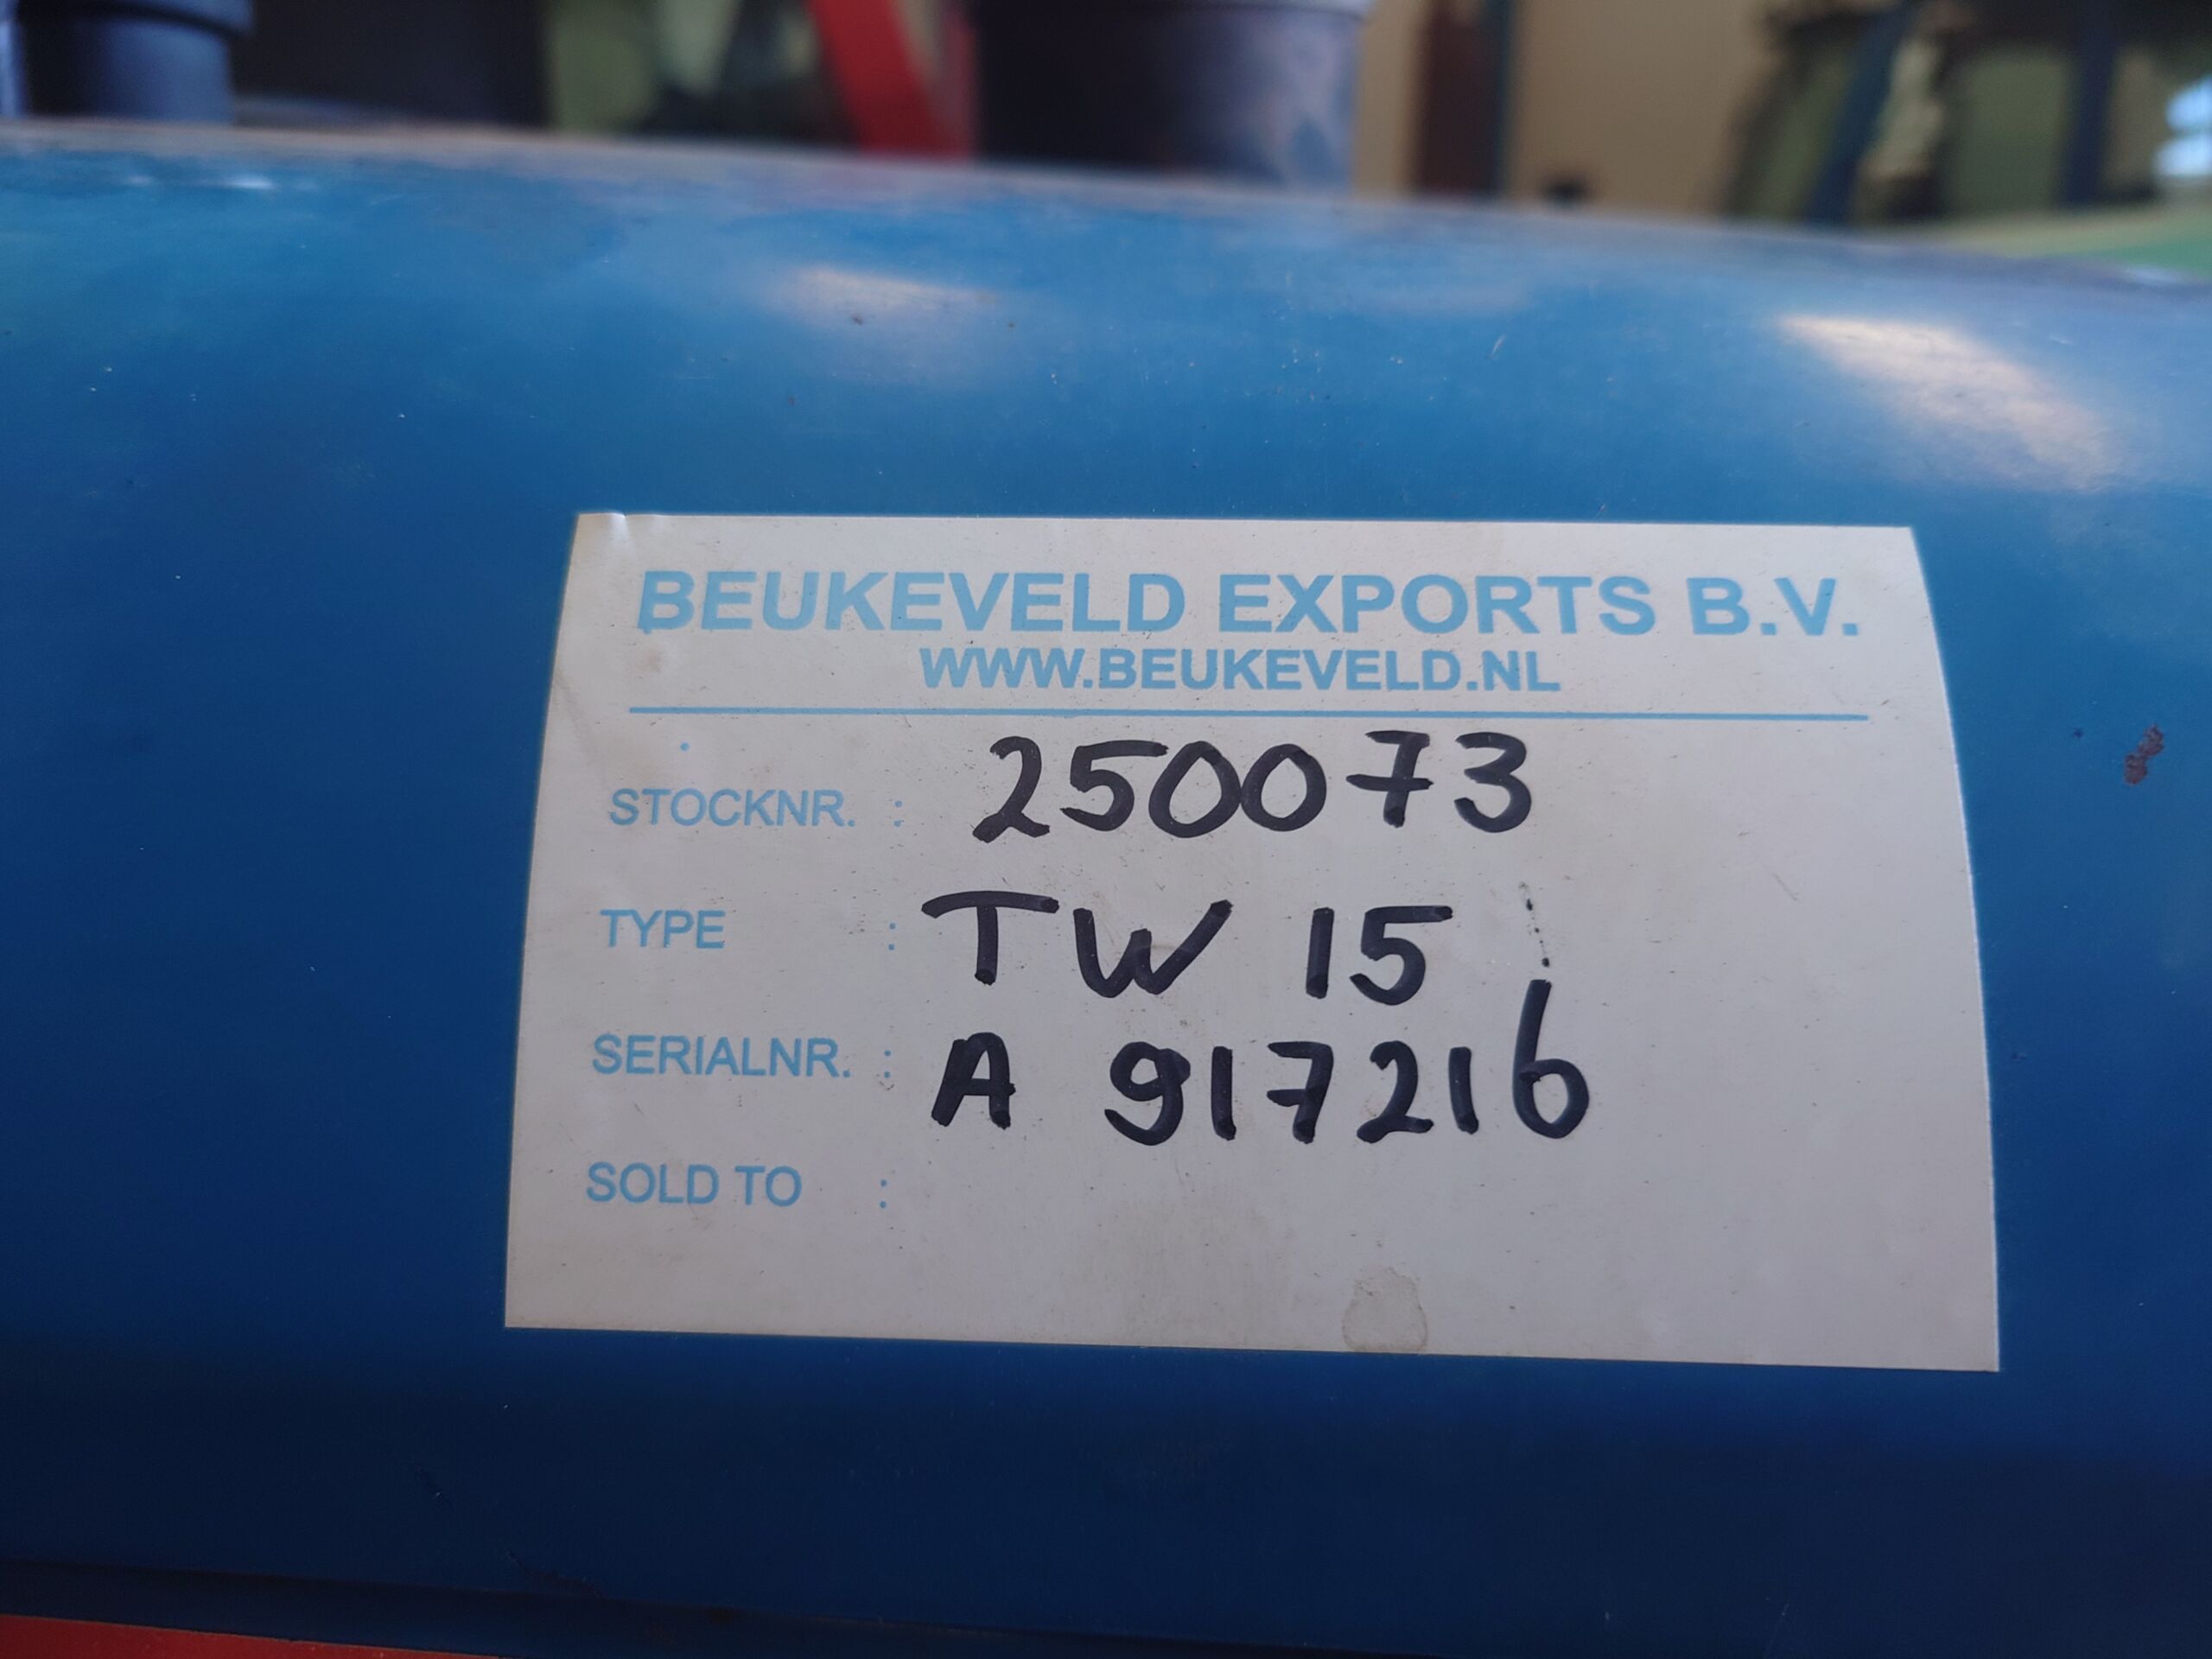 BEUKEVELD EXPORTS B.V.
WWW.BEUKEVELD.NL
STOCKNR. : 250073
TYPE : TW 15
SERIALNR. : A 917216
SOLD TO :